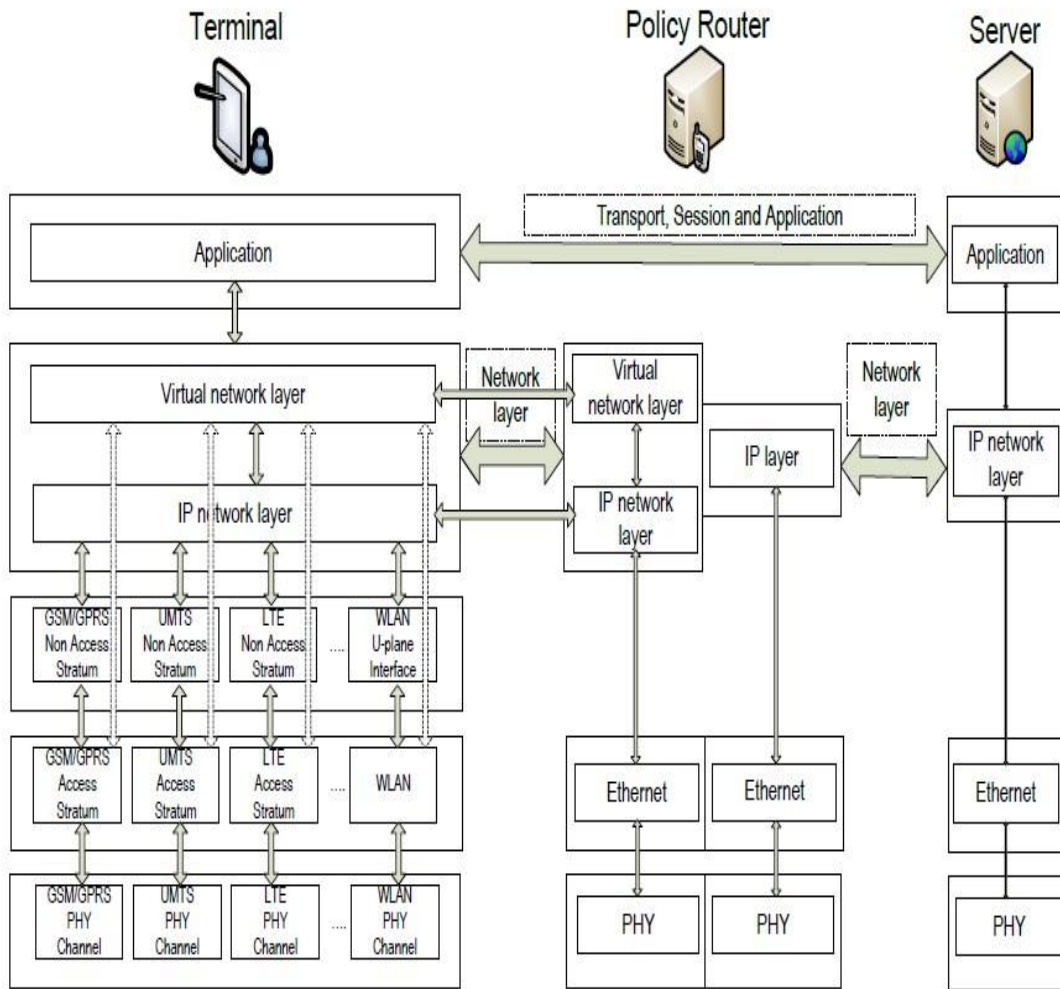 Terminal
Policy Router
Server
Transport, Session and Application
Application
Application
Virtual network layer
Network
layer
Virtual
network layer
Network
layer
IP layer
IP network
layer
IP network layer
IP network
layer
GSM/GPRS
Non Access
Stratum
UMTS
Non Access
Stratum
LTE
Non Access
Stratum
....
WLAN
U-plane
Interface
GSM/GPRS
Access
Stratum
UMTS
Access
Stratum
LTE
Access
Stratum
....
WLAN
Ethernet
Ethernet
Ethernet
GSM/GPRS
PHY
Channel
UMTS
PHY
Channel
LTE
PHY
Channel
....
WLAN
PHY
Channel
PHY
PHY
PHY